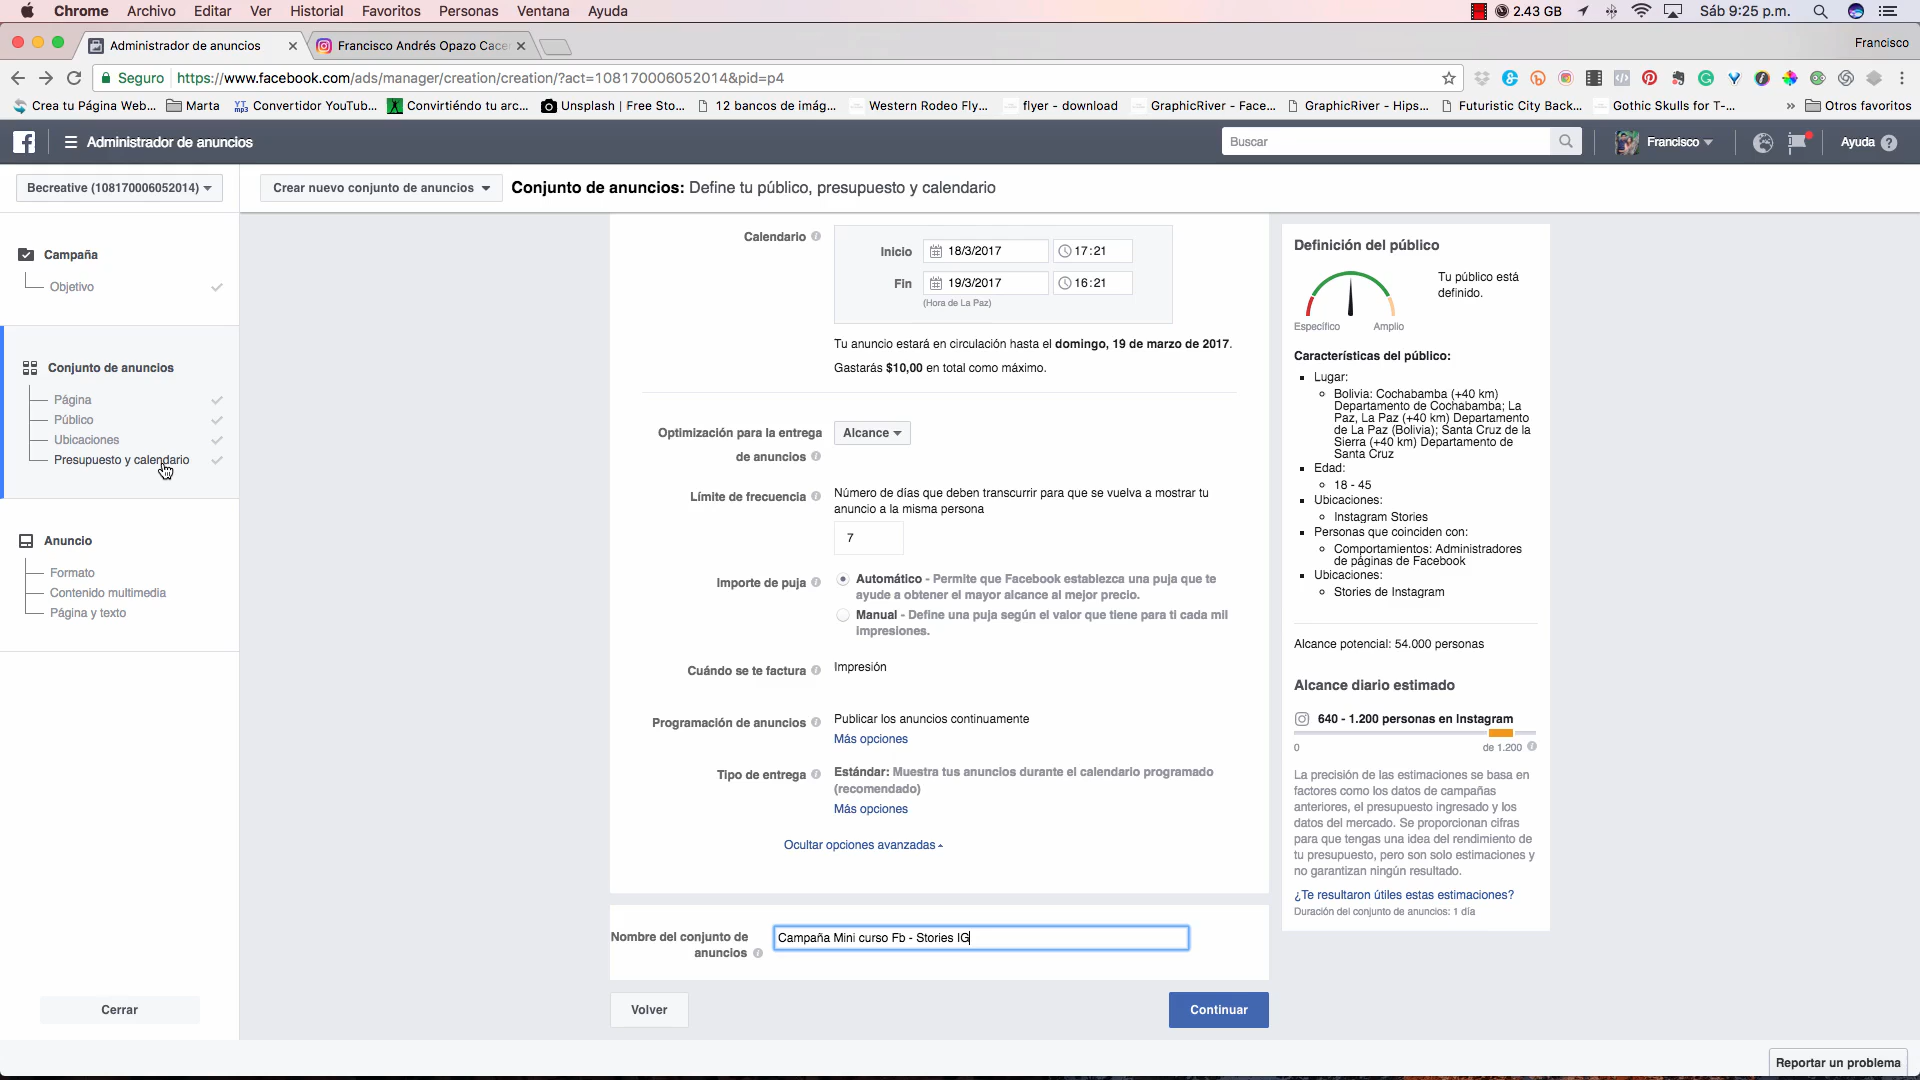 Chrome Archivo Editar Ver Historial Favoritos Personas Ventana Ayuda 2.43 GB Sáb 9:25 p.m.
Administrador de anuncios Francisco Andrés Opazo Cace Francisco
Seguro https://www.facebook.com/ads/manager/creation/creation/?act=108170006052014&pid=p4
Crea tu Página Web... Marta Convertidor YouTub... Convirtiéndo tu arc... Unsplash | Free Sto... 12 bancos de imág... Western Rodeo Fly... flyer - download GraphicRiver - Face... GraphicRiver - Hips... Futuristic City Back... Gothic Skulls for T-... » Otros favoritos
Administrador de anuncios Buscar Francisco Ayuda
Becreative (108170006052014) Crear nuevo conjunto de anuncios Conjunto de anuncios: Define tu público, presupuesto y calendario
Campaña
Objetivo
Conjunto de anuncios
Página
Público
Ubicaciones
Presupuesto y calendario
Anuncio
Formato
Contenido multimedia
Página y texto
Cerrar
Calendario
Inicio 18/3/2017 17:21
Fin 19/3/2017 16:21
(Hora de La Paz)
Tu anuncio estará en circulación hasta el domingo, 19 de marzo de 2017.
Gastarás $10,00 en total como máximo.
Optimización para la entrega de anuncios Alcance
Límite de frecuencia
Número de días que deben transcurrir para que se vuelva a mostrar tu
anuncio a la misma persona
7
Importe de puja
Automático - Permite que Facebook establezca una puja que te
ayude a obtener el mayor alcance al mejor precio.
Manual - Define una puja según el valor que tiene para ti cada mil
impresiones.
Cuándo se te factura Impresión
Programación de anuncios Publicar los anuncios continuamente
Más opciones
Tipo de entrega Estándar: Muestra tus anuncios durante el calendario programado
(recomendado)
Más opciones
Ocultar opciones avanzadas
Nombre del conjunto de
anuncios
Campaña Mini curso Fb - Stories IG
Volver Continuar
Definición del público
Tu público está
definido.
Específico Amplio
Características del público:
Lugar:
Bolivia: Cochabamba (+40 km)
Departamento de Cochabamba; La
Paz, La Paz (+40 km) Departamento
de La Paz (Bolivia); Santa Cruz de la
Sierra (+40 km) Departamento de
Santa Cruz
Edad:
18 - 45
Ubicaciones:
Instagram Stories
Personas que coinciden con:
Comportamientos: Administradores
de páginas de Facebook
Ubicaciones:
Stories de Instagram
Alcance potencial: 54.000 personas
Alcance diario estimado
640 - 1.200 personas en Instagram
0 de 1.200
La precisión de las estimaciones se basa en
factores como los datos de campañas
anteriores, el presupuesto ingresado y los
datos del mercado. Se proporcionan cifras
para que tengas una idea del rendimiento de
tu presupuesto, pero son solo estimaciones y
no garantizan ningún resultado.
¿Te resultaron útiles estas estimaciones?
Duración del conjunto de anuncios: 1 día
Reportar un problema